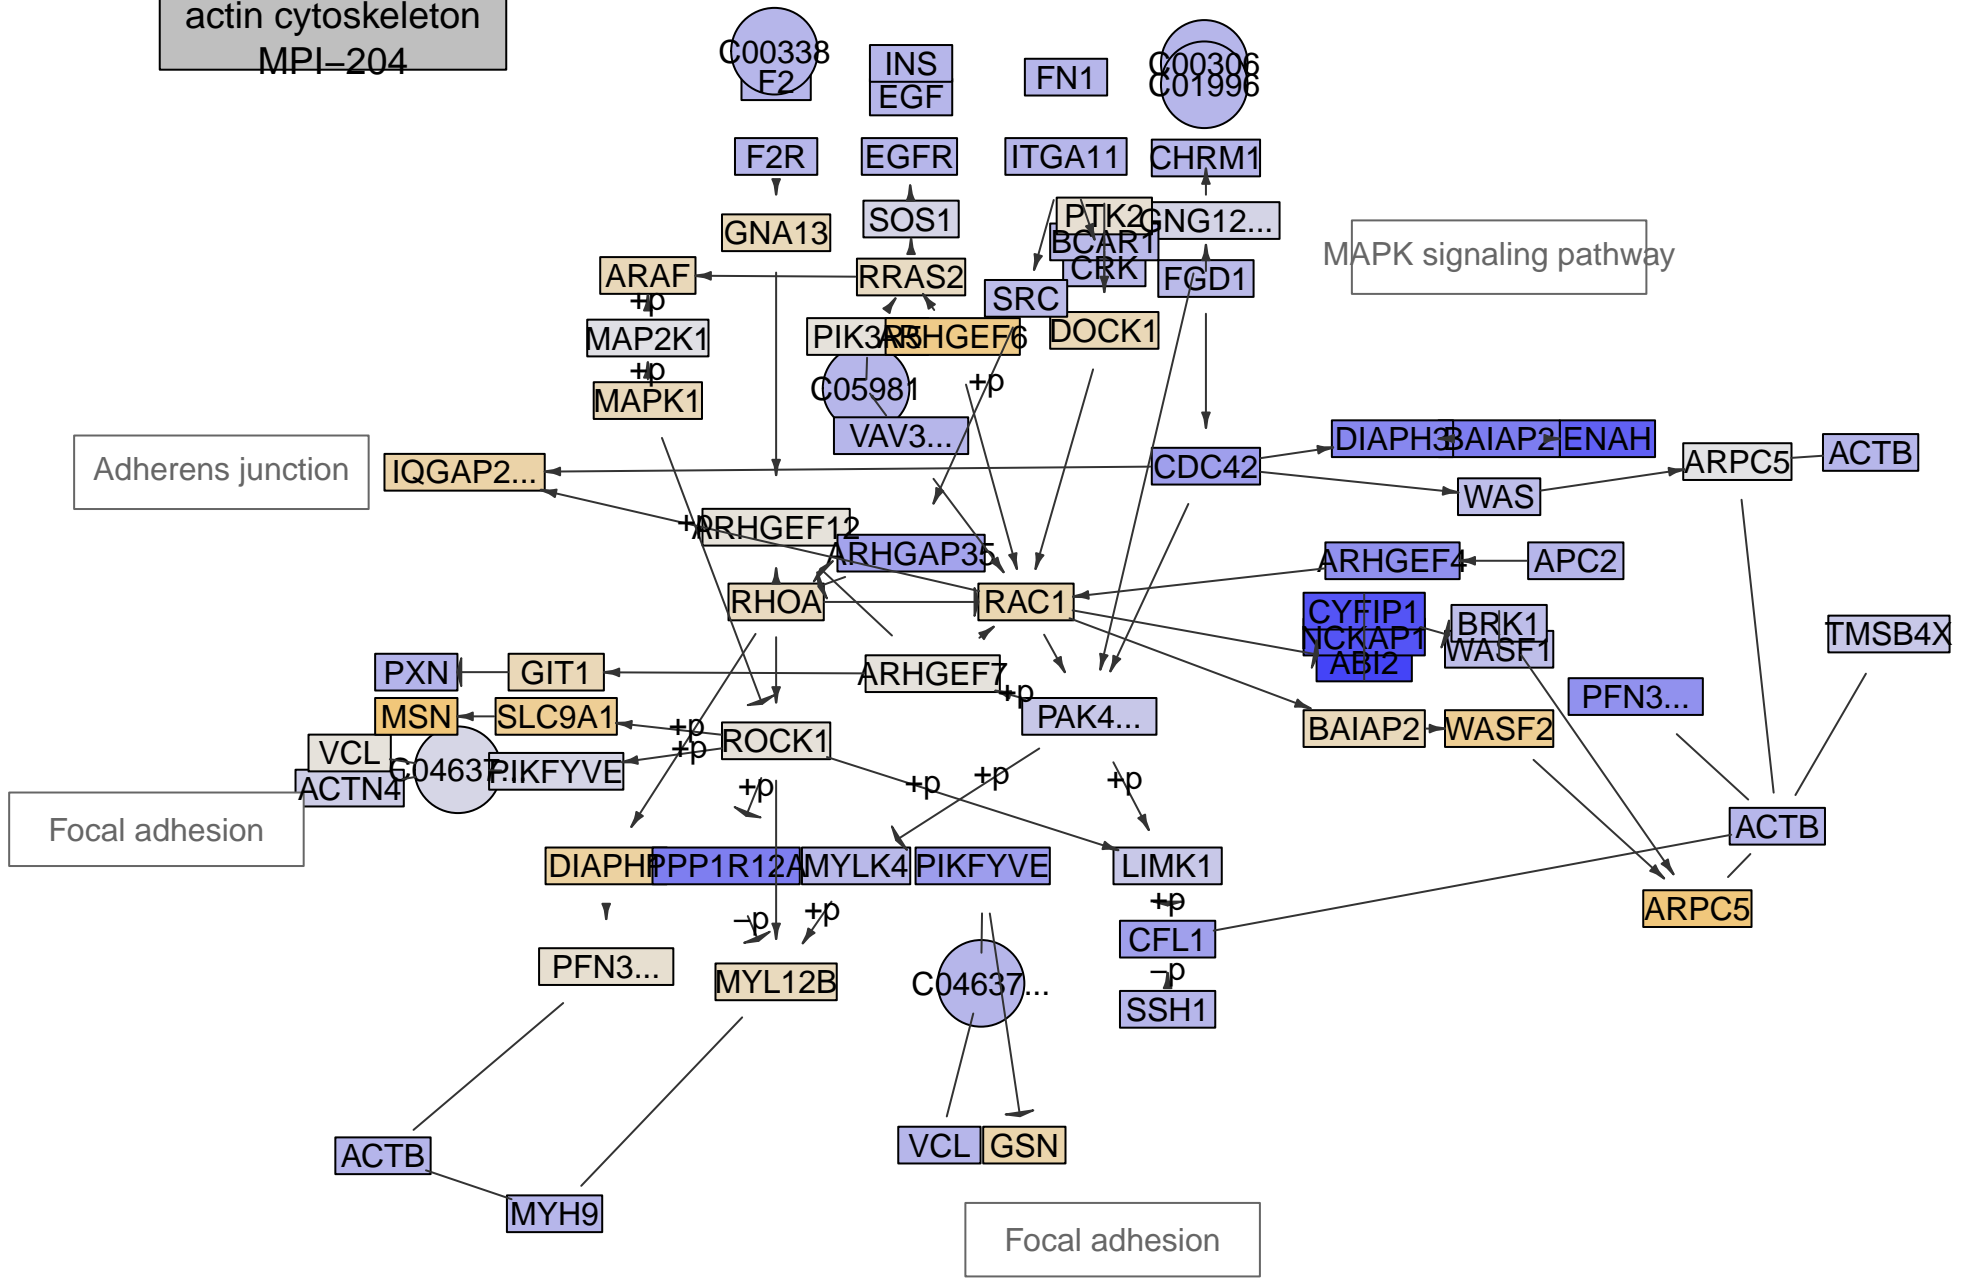 actin cytoskeleton
MPI−204
C00338
F2
INS
EGF
FN1
C00306
C01996
F2R
EGFR
ITGA11
CHRM1
GNA13
SOS1
PTK2
GNG12...
BCAR1
CRK
FGD1
MAPK signaling pathway
ARAF
RRAS2
SRC
+p
MAP2K1
ARHGEF6
DOCK1
+p
MAPK1
C05981
+p
VAV3...
Adherens junction
IQGAP2...
CDC42
DIAPH3
BAIAP2
ENAH
ARPC5
ACTB
WAS
+p
ARHGEF12
ARHGAP35
ARHGEF4
APC2
RHOA
RAC1
CYFIP1
NCKAP1
ABI2
BRK1
WASF1
TMSB4X
PXN
GIT1
ARHGEF7
+p
PFN3...
MSN
SLC9A1
+p
ROCK1
PAK4...
BAIAP2
WASF2
VCL
ACTN4
C04637...
PIKFYVE
+p
+p
+p
+p
+p
Focal adhesion
ACTB
PPP1R12A
MYLK4
PIKFYVE
LIMK1
+p
ARPC5
−p
+p
CFL1
PFN3...
MYL12B
C04637...
−p
SSH1
ACTB
VCL
GSN
MYH9
Focal adhesion